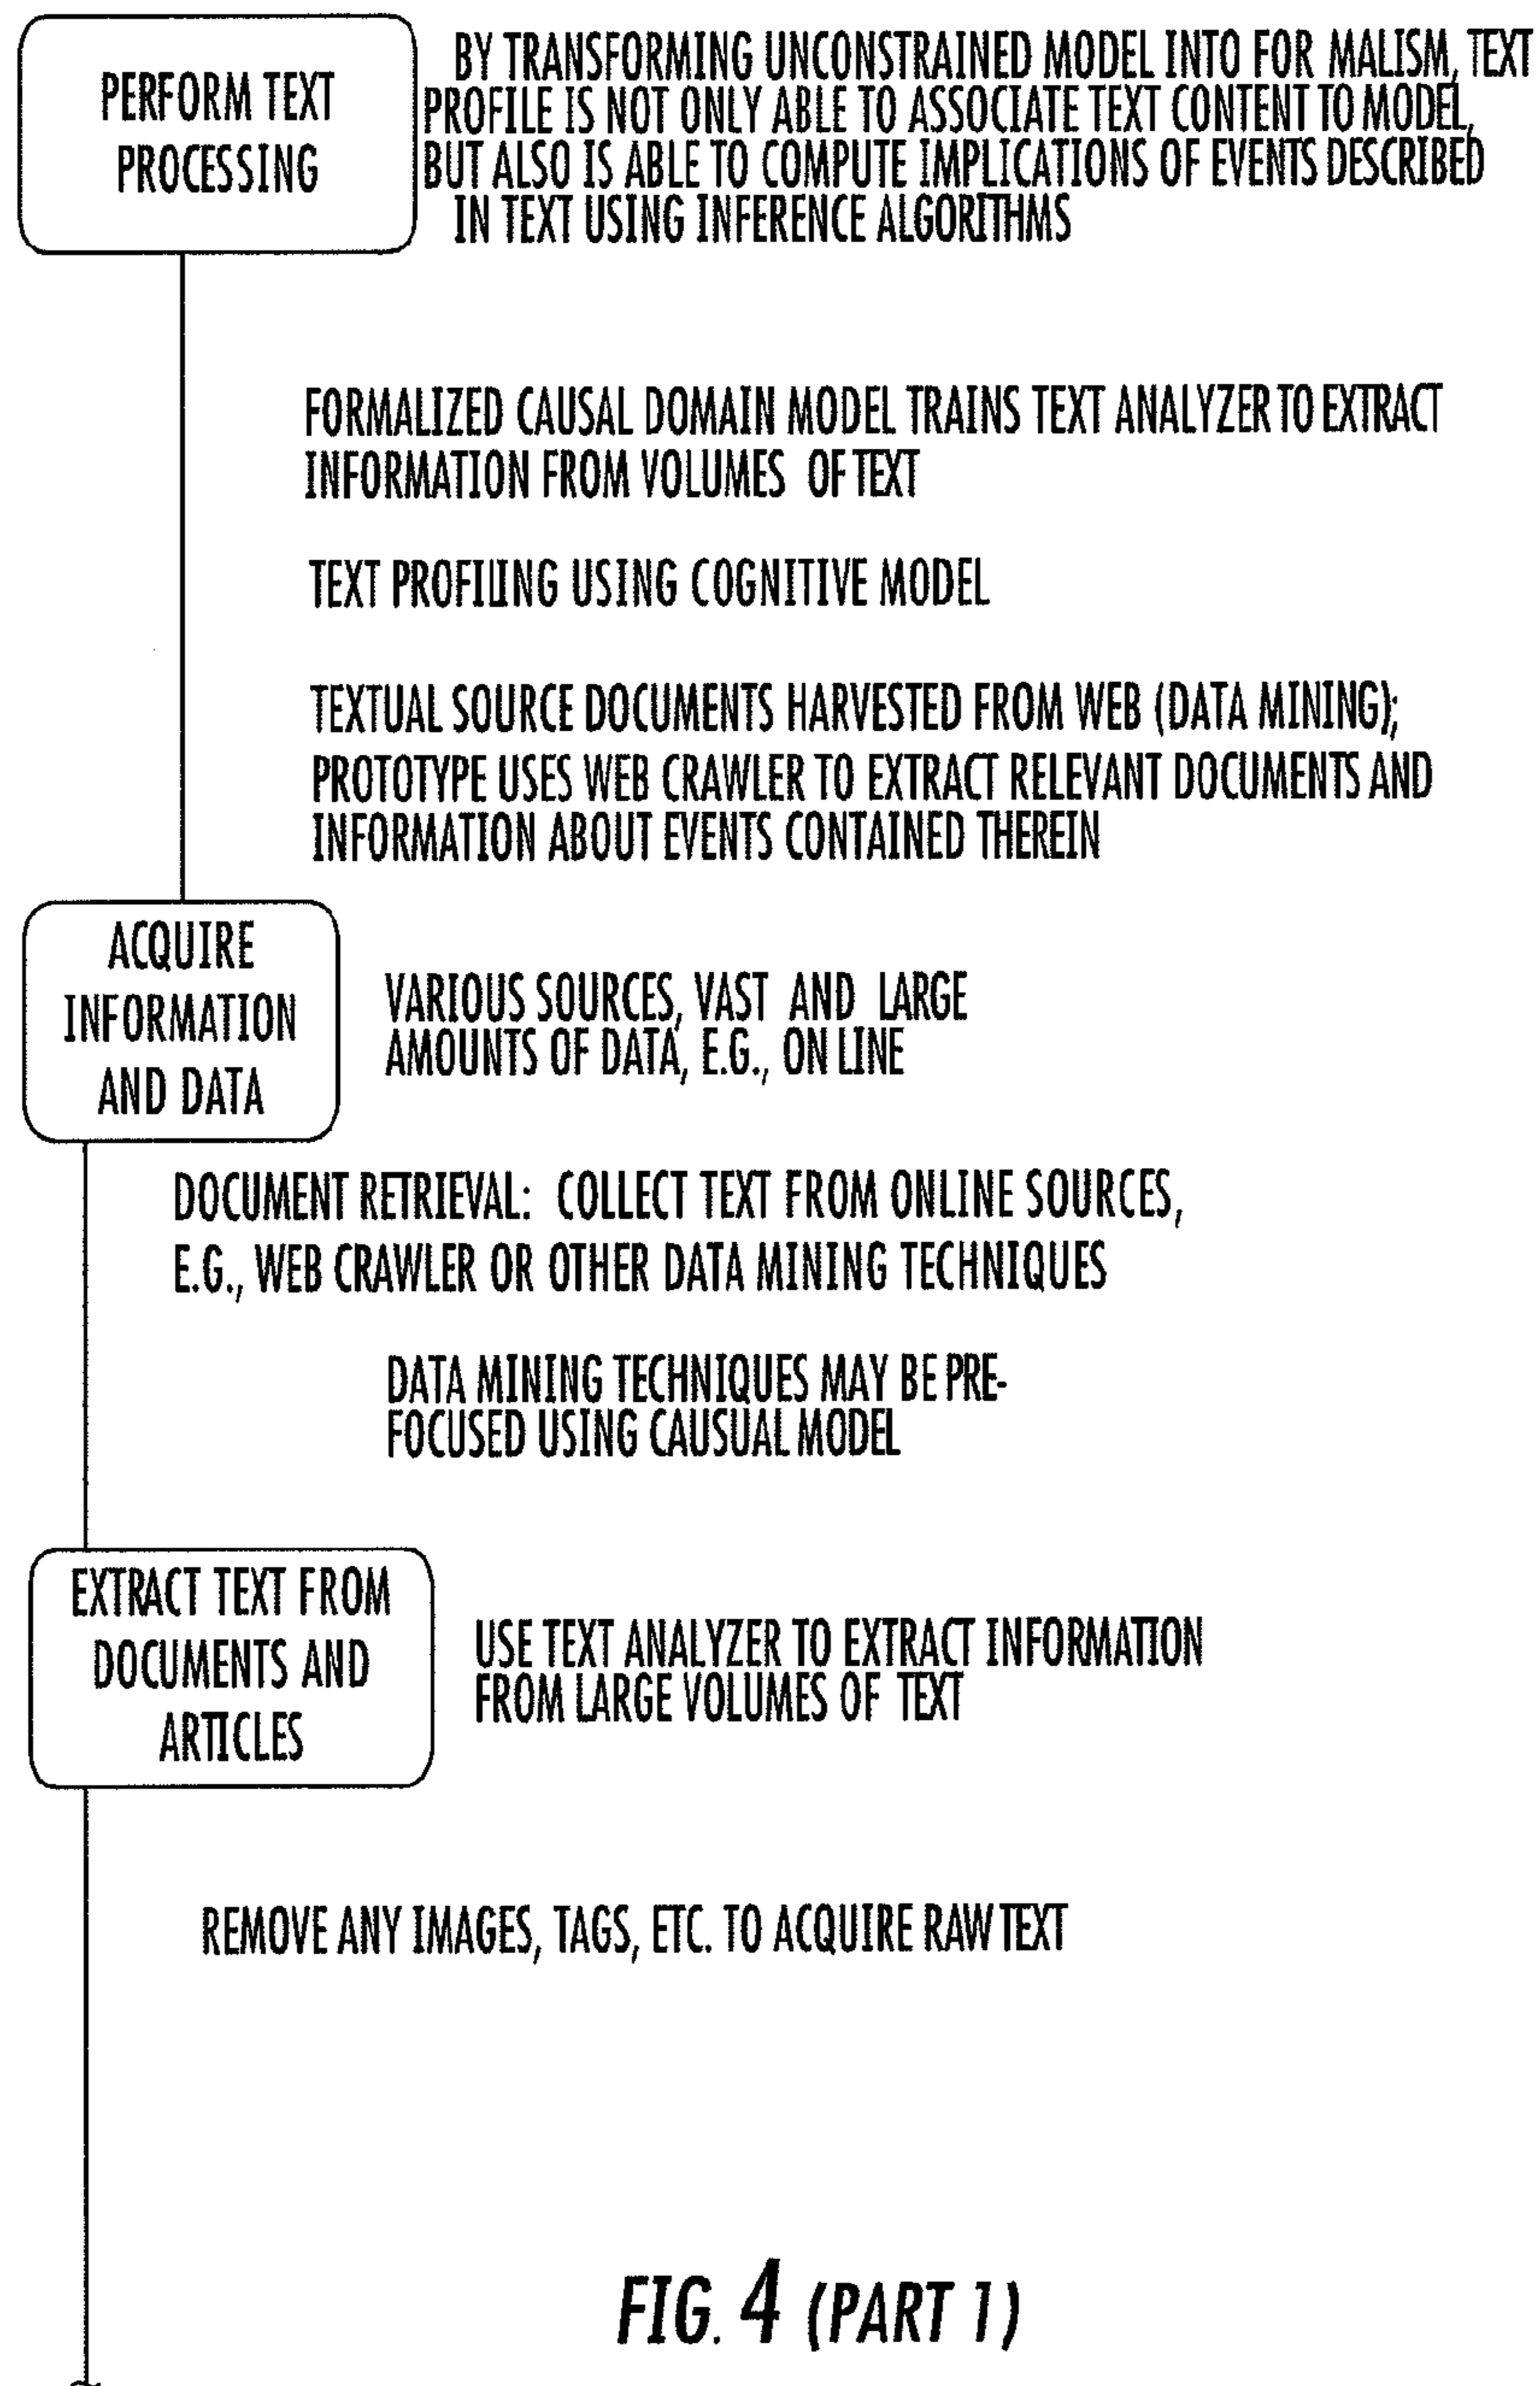 PERFORM TEXT
PROCESSING
BY TRANSFORMING UNCONSTRAINED MODEL INTO FOR MALISM, TEXT
PROFILE IS NOT ONLY ABLE TO ASSOCIATE TEXT CONTENT TO MODEL,
BUT ALSO IS ABLE TO COMPUTE IMPLICATIONS OF EVENTS DESCRIBED
IN TEXT USING INFERENCE ALGORITHMS
FORMALIZED CAUSAL DOMAIN MODEL TRAINS TEXT ANALYZER TO EXTRACT
INFORMATION FROM VOLUMES OF TEXT
TEXT PROFILING USING COGNITIVE MODEL
TEXTUAL SOURCE DOCUMENTS HARVESTED FROM WEB (DATA MINING);
PROTOTYPE USES WEB CRAWLER TO EXTRACT RELEVANT DOCUMENTS AND
INFORMATION ABOUT EVENTS CONTAINED THEREIN
ACQUIRE
INFORMATION
AND DATA
VARIOUS SOURCES, VAST AND LARGE
AMOUNTS OF DATA, E.G., ON LINE
DOCUMENT RETRIEVAL: COLLECT TEXT FROM ONLINE SOURCES,
E.G., WEB CRAWLER OR OTHER DATA MINING TECHNIQUES
DATA MINING TECHNIQUES MAY BE PRE-
FOCUSED USING CAUSUAL MODEL
EXTRACT TEXT FROM
DOCUMENTS AND
ARTICLES
USE TEXT ANALYZER TO EXTRACT INFORMATION
FROM LARGE VOLUMES OF TEXT
REMOVE ANY IMAGES, TAGS, ETC. TO ACQUIRE RAW TEXT
FIG. 4 (PART 1)